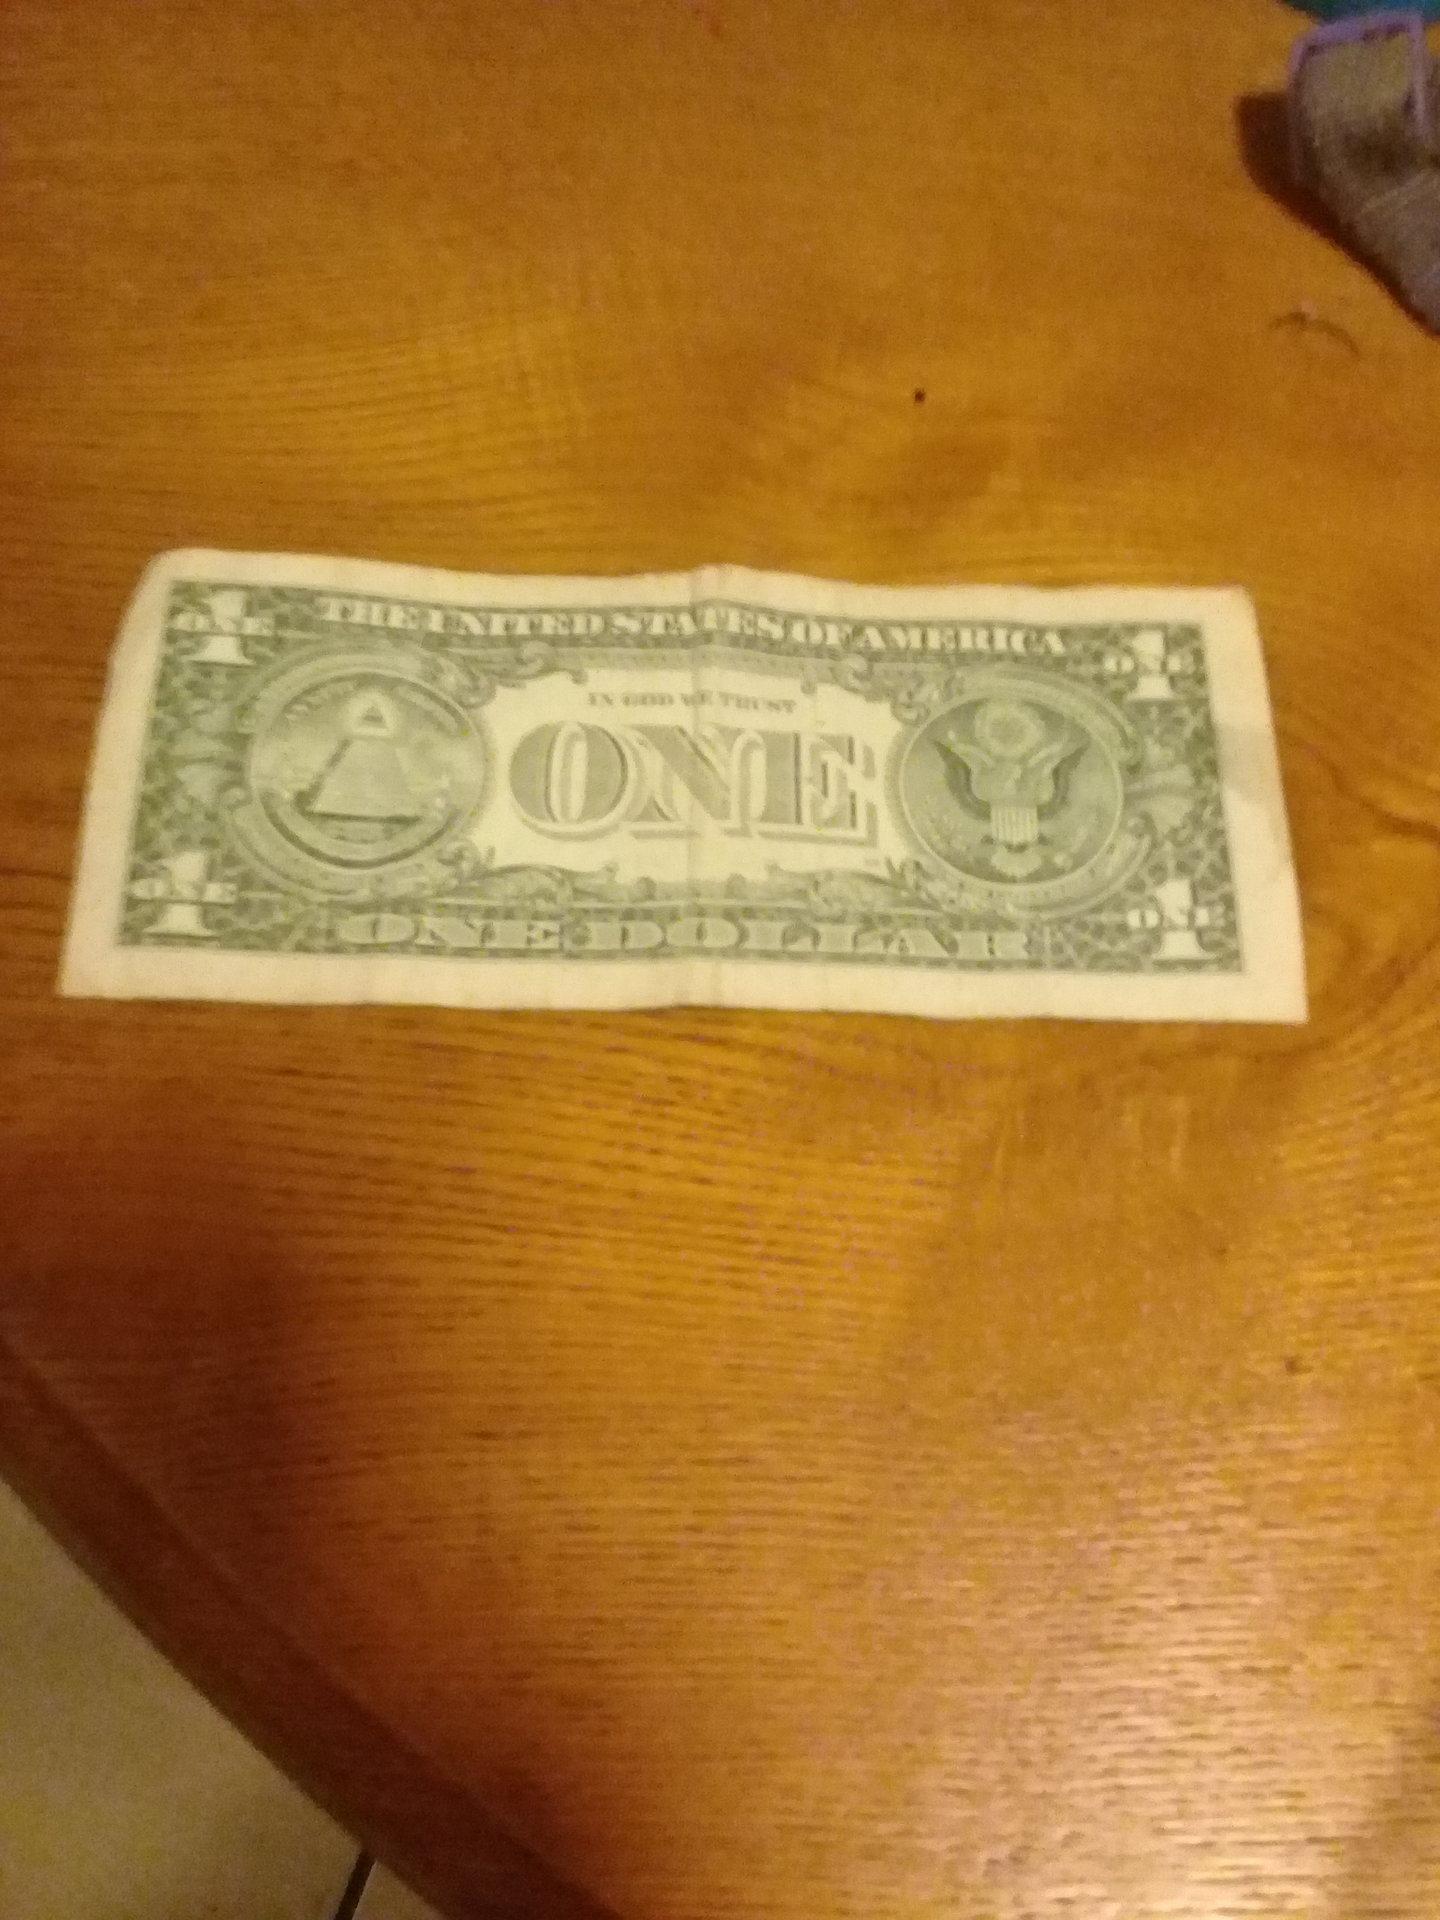 THE UNITED STATES OF AMERICA
1 ONE
1 ONE
IN GOD WE TRUST
ONE
1 ONE
1 ONE
ONE DOLLAR